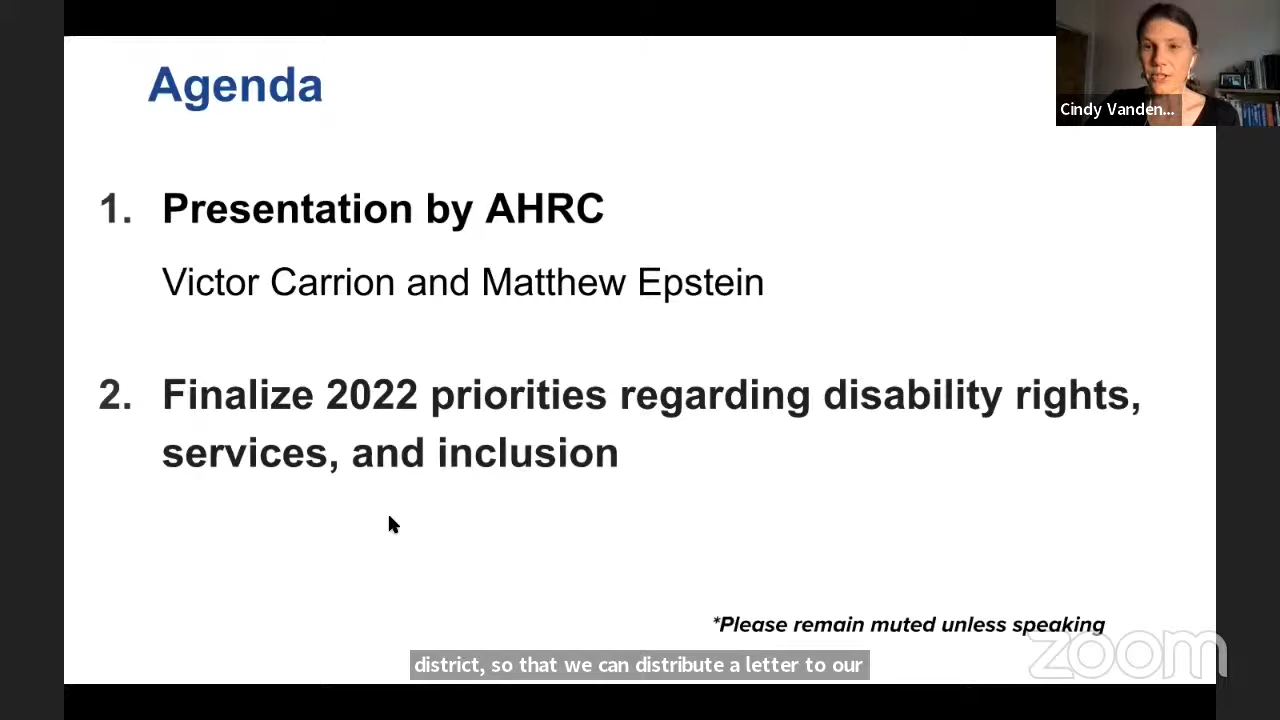 Agenda
Cindy Vanden...
1. Presentation by AHRC
Victor Carrion and Matthew Epstein
2. Finalize 2022 priorities regarding disability rights,
services, and inclusion
*Please remain muted unless speaking
district, so that we can distribute a letter to our
zoom